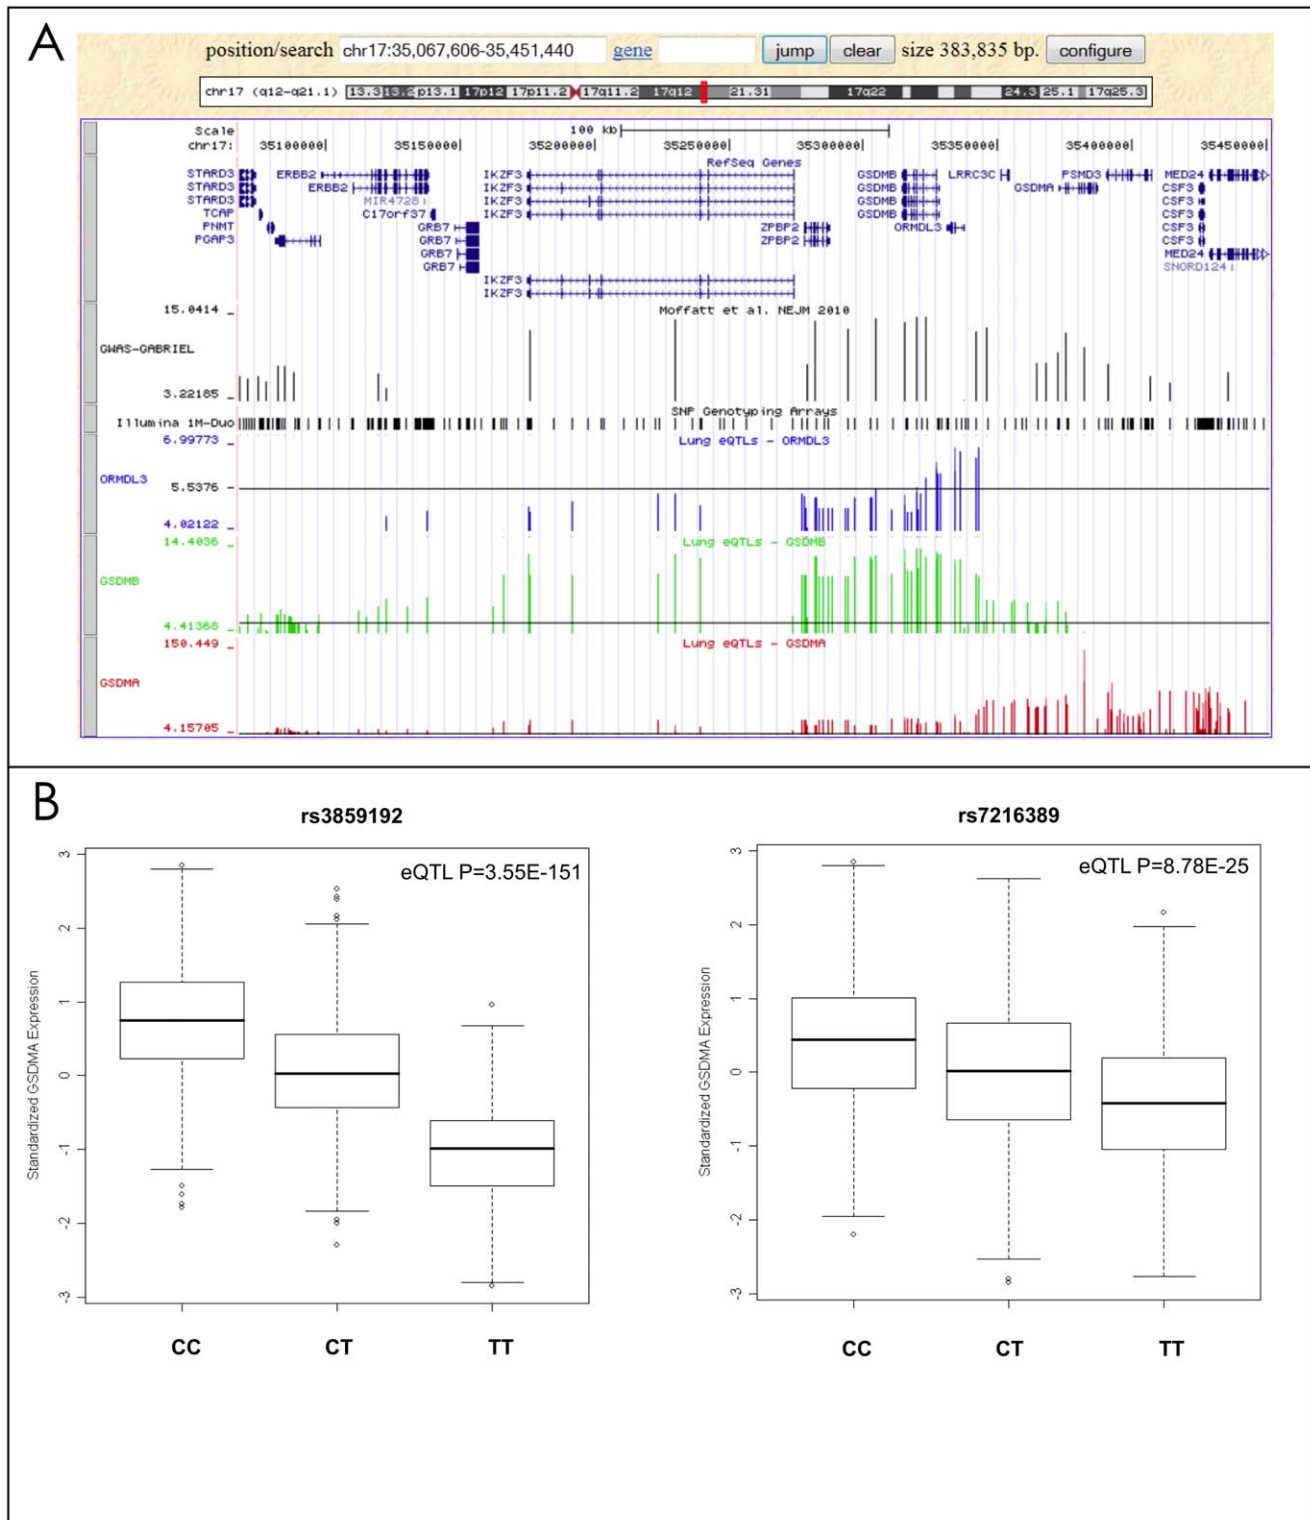 A
position/search chr17:35,067,606-35,451,440 gene jump clear size 383,835 bp. configure
chr17 (q12-q21.1) 13.3 13.2 p13.1 17p12 17p11.2 17q11.2 17q12 21.31 17q22 24.3 25.1 17q25.3
Scale 100 kb
chr17: 35100000 35150000 35200000 35250000 35300000 35350000 35400000 35450000
RefSeq Genes
STARD3 ERBB2 IKZF3 GSDMB LRRC3C PSMD3 MED24
STARD3 ERBB2 IKZF3 GSDMB GSDMA CSF3
STARD3 MIR4728 IKZF3 GSDMB CSF3
TCAP C17orf37 IKZF3 GSDMB CSF3
PNMT GRB7 ZPBP2 ORMDL3 CSF3
PGAP3 GRB7 ZPBP2 CSF3
GRB7 MED24
GRB7 SNORD124
IKZF3
IKZF3
15.0414 Moffatt et al. NEJM 2010
GWAS-GABRIEL
3.22185
SNP Genotyping Arrays
Illumina 1M-Duo
6.99773 Lung eQTLs - ORMDL3
ORMDL3
5.5376
4.02122
14.4036 Lung eQTLs - GSDMB
GSDMB
4.41368
150.449 Lung eQTLs - GSDMA
GSDMA
4.15705
B
rs3859192
eQTL P=3.55E-151
Standardized GSDMA Expression
3
2
1
0
-1
-2
-3
CC CT TT
rs7216389
eQTL P=8.78E-25
Standardized GSDMA Expression
3
2
1
0
-1
-2
-3
CC CT TT